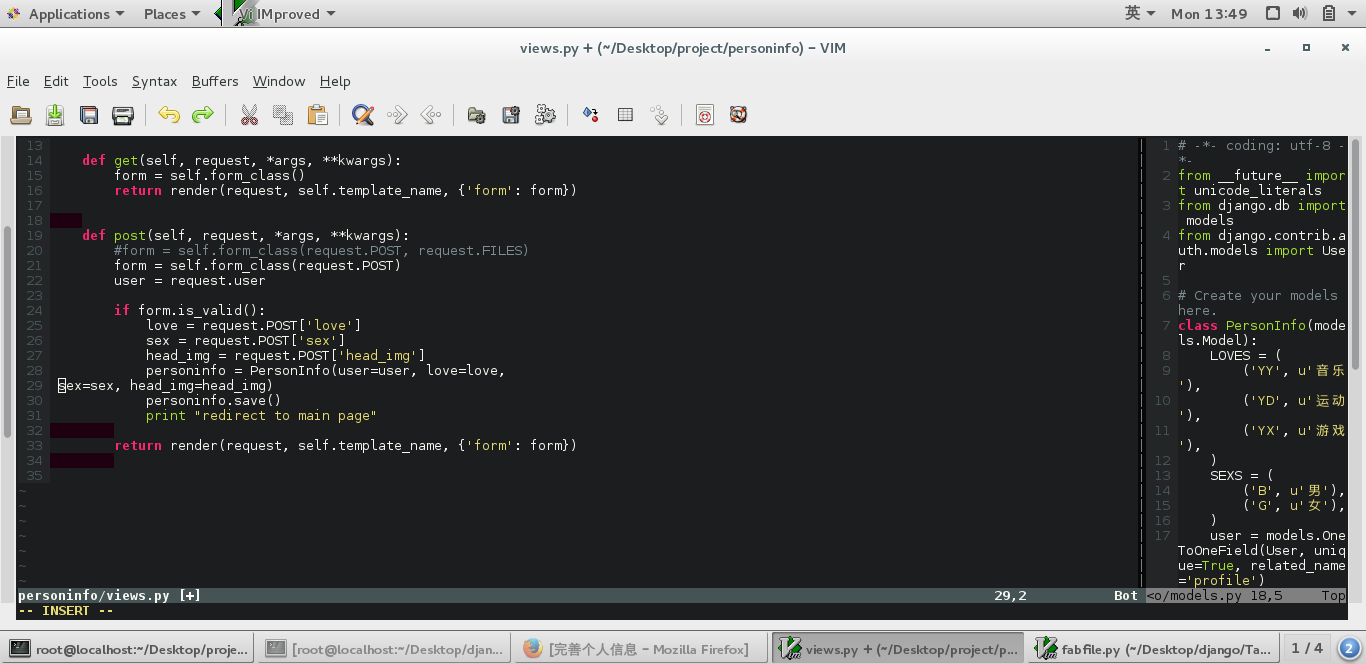 Applications Places Vi IMproved 英 Mon 13:49
views.py + (~/Desktop/project/personinfo) – VIM
File Edit Tools Syntax Buffers Window Help
13
14     def get(self, request, *args, **kwargs):
15         form = self.form_class()
16         return render(request, self.template_name, {'form': form})
17
18
19     def post(self, request, *args, **kwargs):
20         #form = self.form_class(request.POST, request.FILES)
21         form = self.form_class(request.POST)
22         user = request.user
23
24         if form.is_valid():
25             love = request.POST['love']
26             sex = request.POST['sex']
27             head_img = request.POST['head_img']
28             personinfo = PersonInfo(user=user, love=love,
29  sex=sex, head_img=head_img)
30             personinfo.save()
31             print "redirect to main page"
32
33         return render(request, self.template_name, {'form': form})
34
35
~
~
~
~
~
~
~
personinfo/views.py [+] 29,2 Bot
-- INSERT --
1 # -*- coding: utf-8 -
*-
2 from __future__ impor
t unicode_literals
3 from django.db import
 models
4 from django.contrib.a
uth.models import Use
r
5
6 # Create your models
here.
7 class PersonInfo(mode
ls.Model):
8     LOVES = (
9         ('YY', u'音乐
'),
10         ('YD', u'运动
'),
11         ('YX', u'游戏
'),
12     )
13     SEXS = (
14         ('B', u'男'),
15         ('G', u'女'),
16     )
17     user = models.One
ToOneField(User, uniq
ue=True, related_name
='profile')
<o/models.py 18,5 Top
root@localhost:~/Desktop/proje... [root@localhost:~/Desktop/djan... [完善个人信息 – Mozilla Firefox] views.py + (~/Desktop/project/p... fabfile.py (~/Desktop/django/Ta... 1 / 4 2